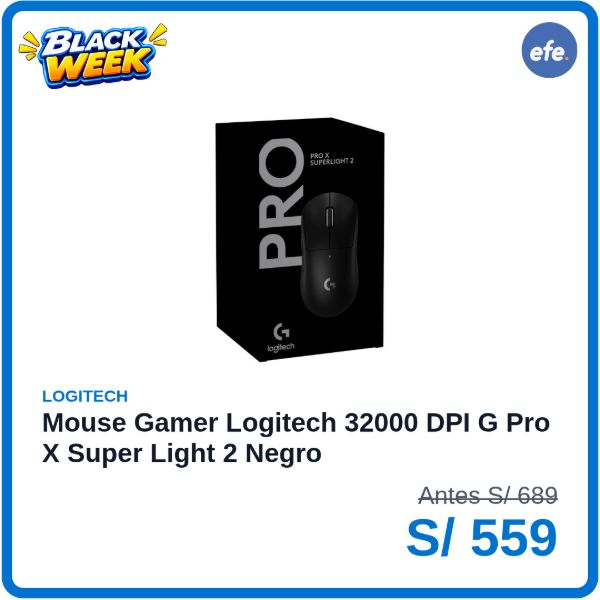 BLACK
WEEK
efe.
PRO
PRO X
SUPERLIGHT 2
G
logitech
LOGITECH
Mouse Gamer Logitech 32000 DPI G Pro
X Super Light 2 Negro
Antes S/ 689
S/ 559